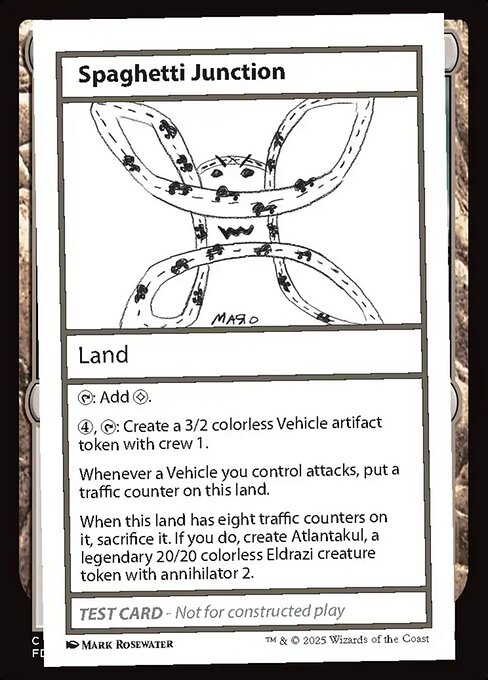 Spaghetti Junction
MARO
Land
: Add .
4, : Create a 3/2 colorless Vehicle artifact
token with crew 1.
Whenever a Vehicle you control attacks, put a
traffic counter on this land.
When this land has eight traffic counters on
it, sacrifice it. If you do, create Atlantakul, a
legendary 20/20 colorless Eldrazi creature
token with annihilator 2.
TEST CARD - Not for constructed play
C
FD
MARK ROSEWATER
™ & © 2025 Wizards of the Coast